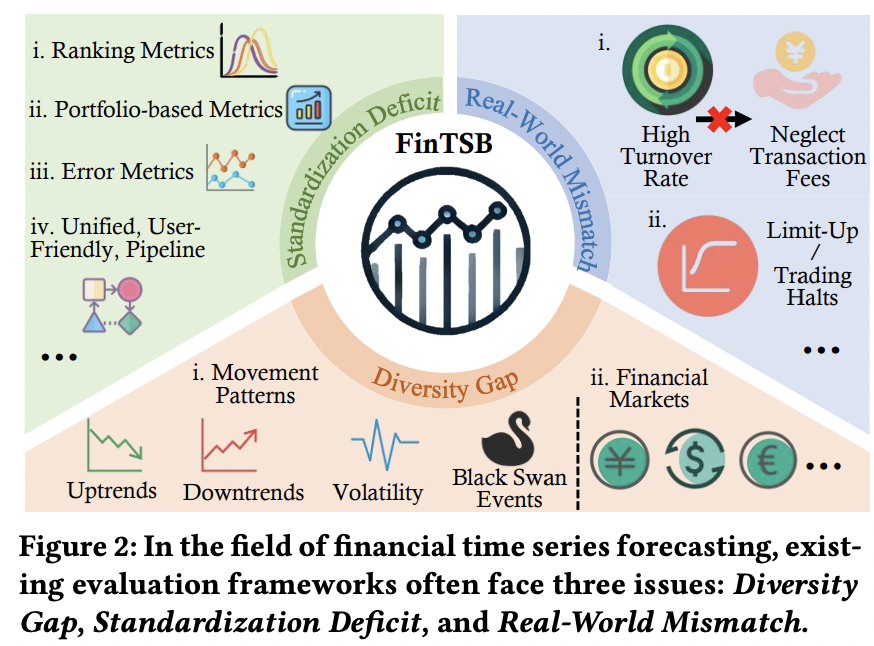 i. Ranking Metrics
ii. Portfolio-based Metrics
iii. Error Metrics
iv. Unified, User-
Friendly, Pipeline
...
Standardization Deficit
FinTSB
Real-World Mismatch
i.
High
Turnover
Rate
Neglect
Transaction
Fees
¥
ii.
Limit-Up
/
Trading
Halts
...
Diversity Gap
i. Movement
Patterns
Uptrends
Downtrends
Volatility
Black Swan
Events
ii. Financial
Markets
¥
$
€
...
Figure 2: In the field of financial time series forecasting, exist-
ing evaluation frameworks often face three issues: Diversity
Gap, Standardization Deficit, and Real-World Mismatch.